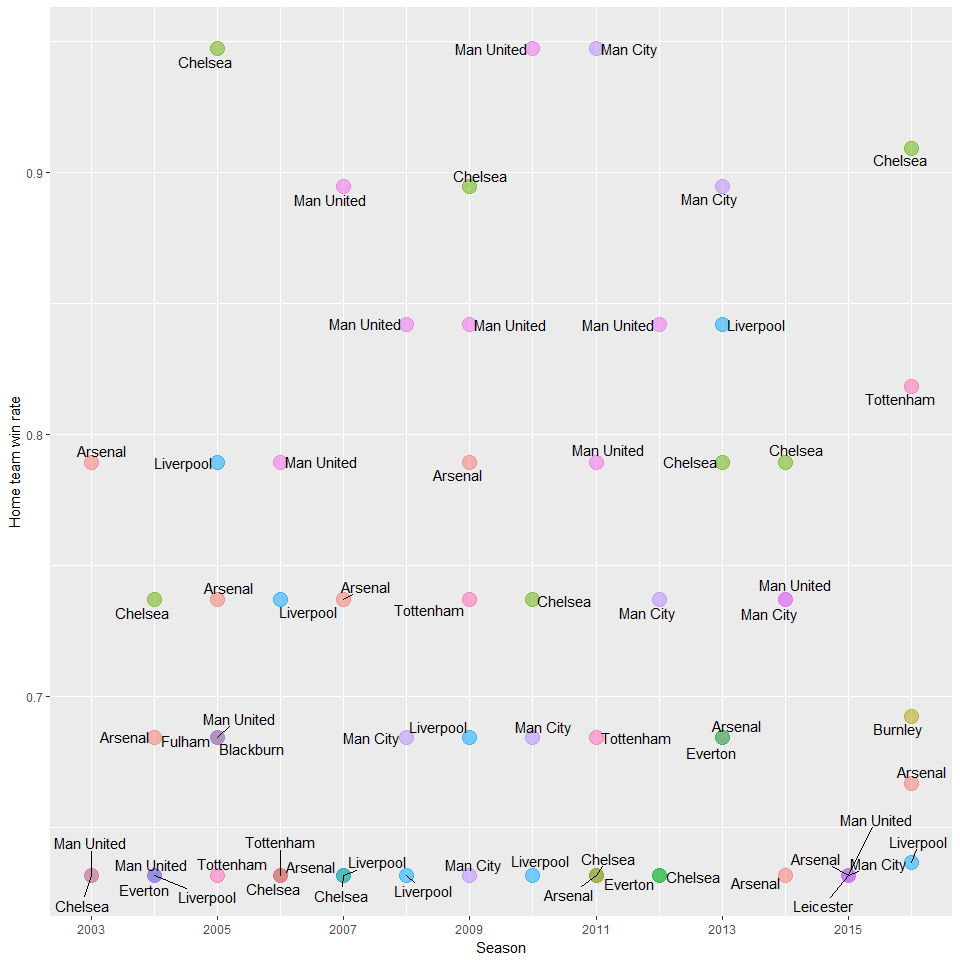 Chelsea
Man United
Man City
Chelsea
0.9
Chelsea
Man United
Man City
Man United
Man United
Man United
Liverpool
Tottenham
0.8
Arsenal
Liverpool
Man United
Arsenal
Man United
Chelsea
Chelsea
Chelsea
Arsenal
Liverpool
Arsenal
Tottenham
Chelsea
Man City
Man United
Man City
0.7
Arsenal
Fulham
Man United
Blackburn
Man City
Liverpool
Man City
Tottenham
Arsenal
Everton
Burnley
Arsenal
Man United
Chelsea
Man United
Everton
Liverpool
Tottenham
Tottenham
Chelsea
Arsenal
Liverpool
Chelsea
Liverpool
Man City
Liverpool
Chelsea
Arsenal
Everton
Chelsea
Arsenal
Man United
Arsenal
Man City
Leicester
Liverpool
Home team win rate
2003
2005
2007
2009
2011
2013
2015
Season